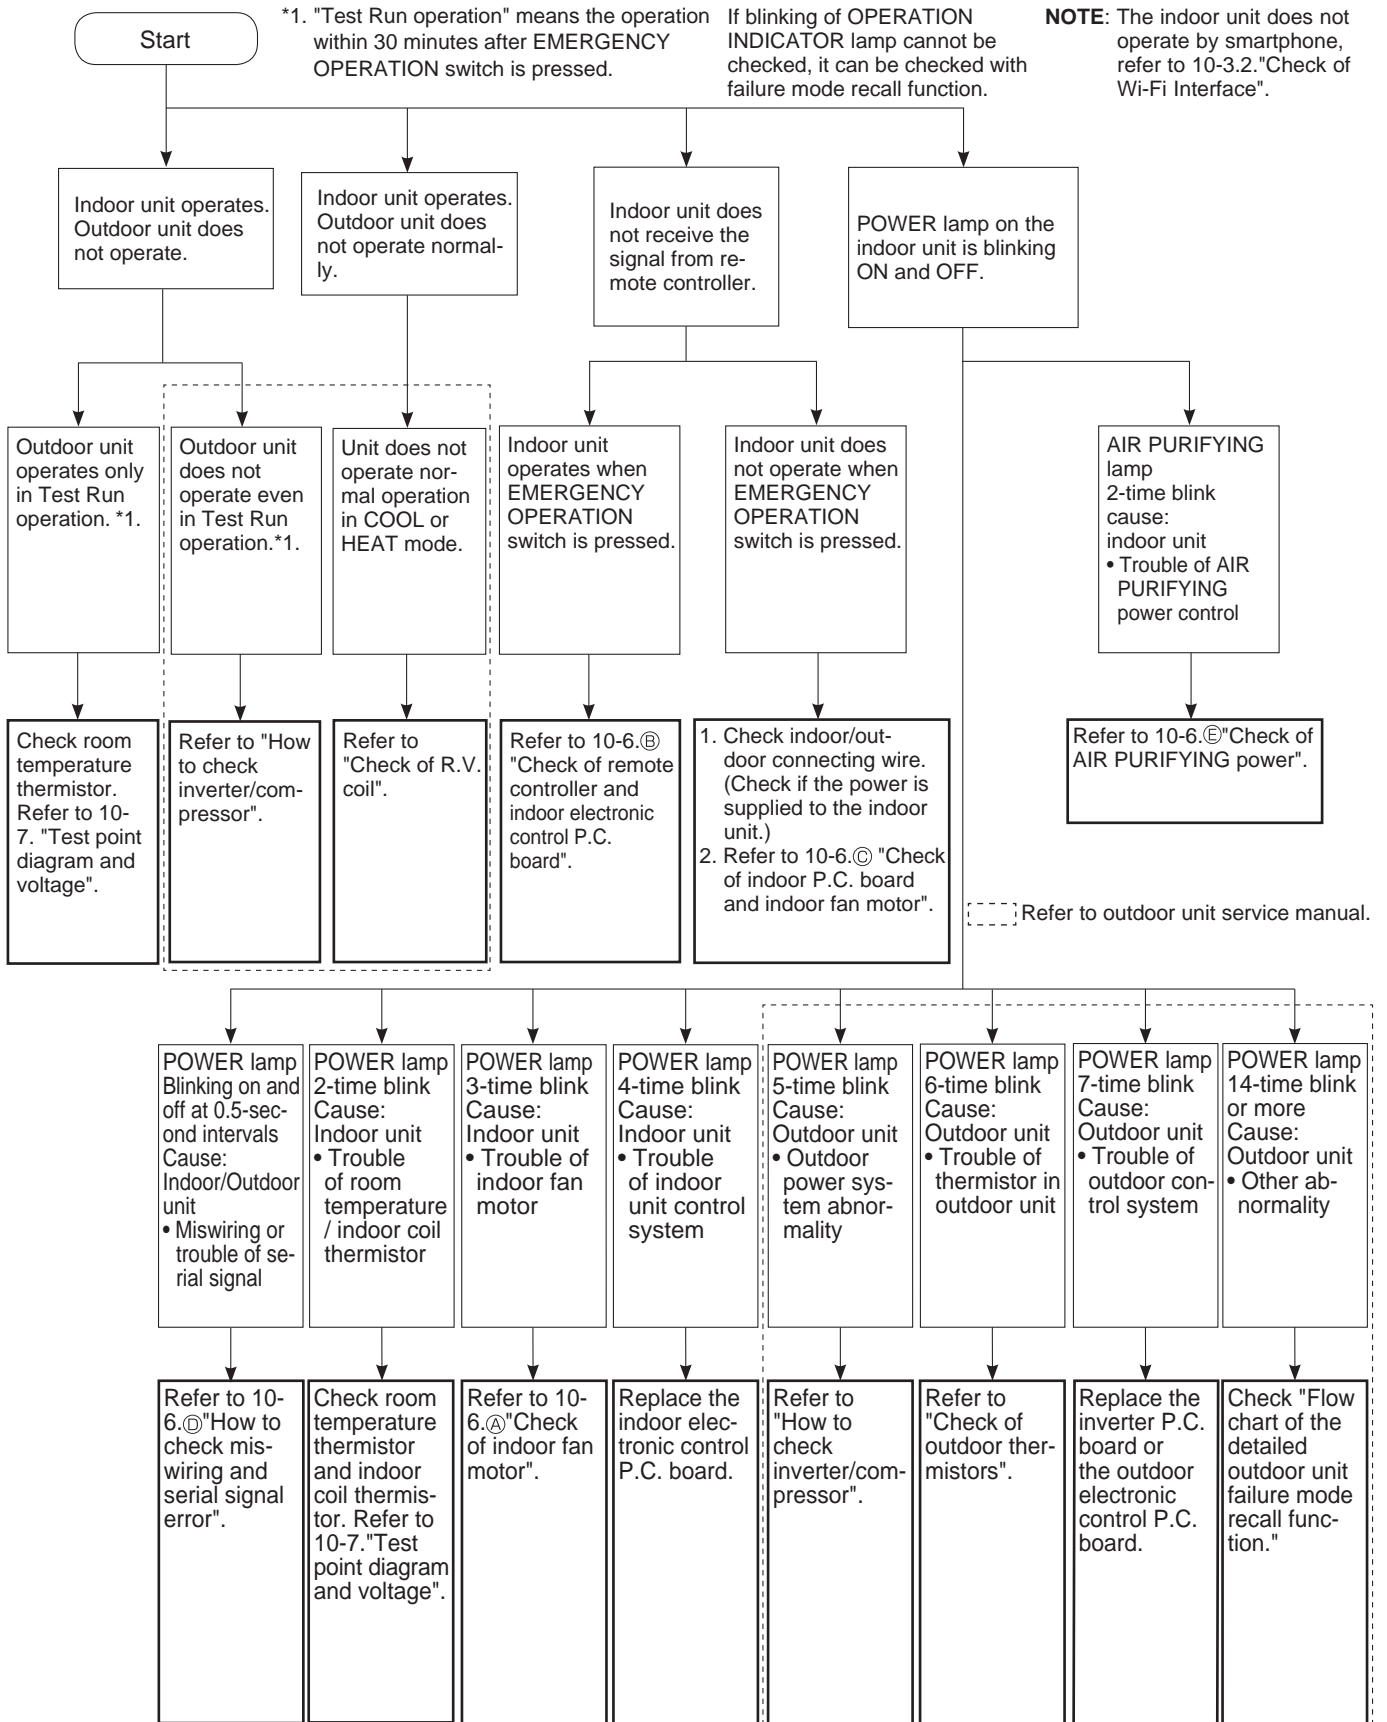 Start
*1. "Test Run operation" means the operation
within 30 minutes after EMERGENCY
OPERATION switch is pressed.
If blinking of OPERATION
INDICATOR lamp cannot be
checked, it can be checked with
failure mode recall function.
NOTE: The indoor unit does not
operate by smartphone,
refer to 10-3.2."Check of
Wi-Fi Interface".
Indoor unit operates.
Outdoor unit does
not operate.
Indoor unit operates.
Outdoor unit does
not operate normal-
ly.
Indoor unit does
not receive the
signal from re-
mote controller.
POWER lamp on the
indoor unit is blinking
ON and OFF.
Outdoor unit
operates only
in Test Run
operation. *1.
Outdoor unit
does not
operate even
in Test Run
operation.*1.
Unit does not
operate nor-
mal operation
in COOL or
HEAT mode.
Indoor unit
operates when
EMERGENCY
OPERATION
switch is pressed.
Indoor unit does
not operate when
EMERGENCY
OPERATION
switch is pressed.
AIR PURIFYING
lamp
2-time blink
cause:
indoor unit
• Trouble of AIR
PURIFYING
power control
Check room
temperature
thermistor.
Refer to 10-
7. "Test point
diagram and
voltage".
Refer to "How
to check
inverter/com-
pressor".
Refer to
"Check of R.V.
coil".
Refer to 10-6.Ⓑ
"Check of remote
controller and
indoor electronic
control P.C.
board".
1. Check indoor/out-
door connecting wire.
(Check if the power is
supplied to the indoor
unit.)
2. Refer to 10-6.Ⓒ "Check
of indoor P.C. board
and indoor fan motor".
Refer to 10-6.Ⓔ"Check of
AIR PURIFYING power".
Refer to outdoor unit service manual.
POWER lamp
Blinking on and
off at 0.5-sec-
ond intervals
Cause:
Indoor/Outdoor
unit
• Miswiring or
trouble of se-
rial signal
POWER lamp
2-time blink
Cause:
Indoor unit
• Trouble
of room
temperature
/ indoor coil
thermistor
POWER lamp
3-time blink
Cause:
Indoor unit
• Trouble of
indoor fan
motor
POWER lamp
4-time blink
Cause:
Indoor unit
• Trouble
of indoor
unit control
system
POWER lamp
5-time blink
Cause:
Outdoor unit
• Outdoor
power sys-
tem abnor-
mality
POWER lamp
6-time blink
Cause:
Outdoor unit
• Trouble of
thermistor in
outdoor unit
POWER lamp
7-time blink
Cause:
Outdoor unit
• Trouble of
outdoor con-
trol system
POWER lamp
14-time blink
or more
Cause:
Outdoor unit
• Other ab-
normality
Refer to 10-
6.Ⓓ"How to
check mis-
wiring and
serial signal
error".
Check room
temperature
thermistor
and indoor
coil thermis-
tor. Refer to
10-7."Test
point diagram
and voltage".
Refer to 10-
6.Ⓐ"Check
of indoor fan
motor".
Replace the
indoor elec-
tronic control
P.C. board.
Refer to
"How to
check
inverter/com-
pressor".
Refer to
"Check of
outdoor ther-
mistors".
Replace the
inverter P.C.
board or
the outdoor
electronic
control P.C.
board.
Check "Flow
chart of the
detailed
outdoor unit
failure mode
recall func-
tion."